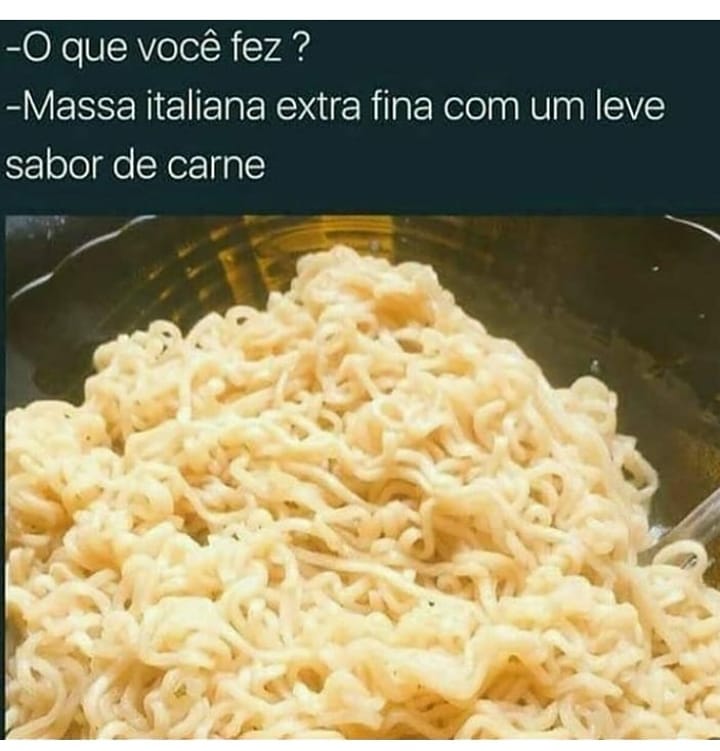 -O que você fez ?
-Massa italiana extra fina com um leve
sabor de carne